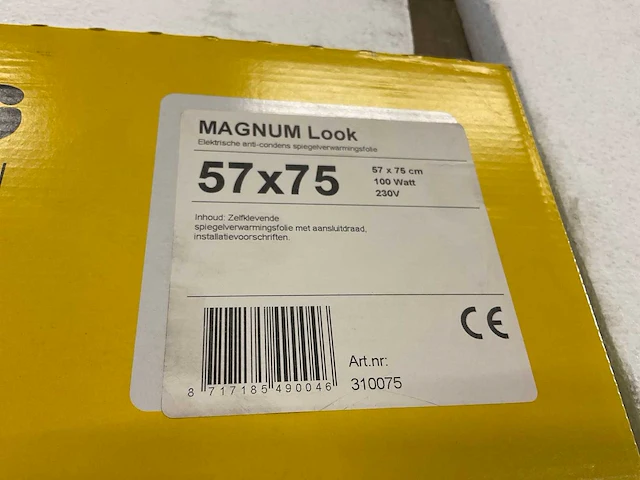 MAGNUM Look
Elektrische anti-condens spiegelverwarmingsfolie
57x75
57 x 75 cm
100 Watt
230V
Inhoud: Zelfklevende
spiegelverwarmingsfolie met aansluitdraad,
installatievoorschriften.
CE
8 717185 490046
Art.nr:
310075